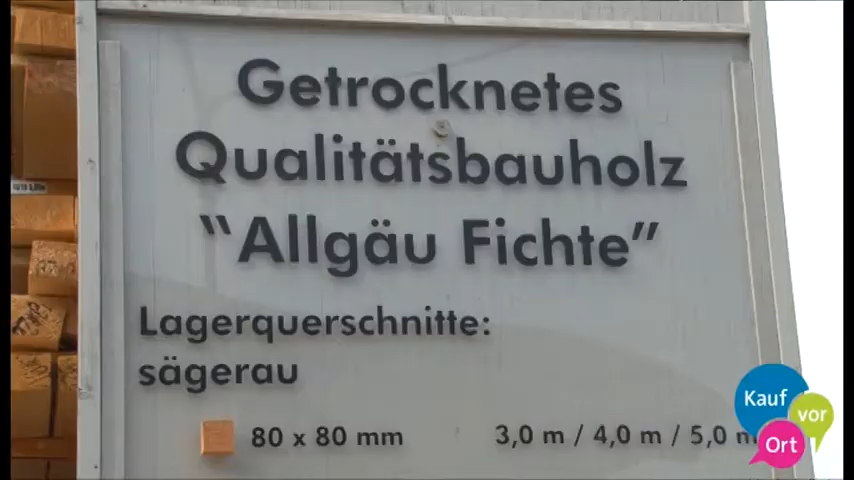 Getrocknetes
Qualitätsbauholz
"Allgäu Fichte"
Lagerquerschnitte:
sägerau
80 x 80 mm 3,0 m / 4,0 m / 5,0 m
Kauf
vor
Ort